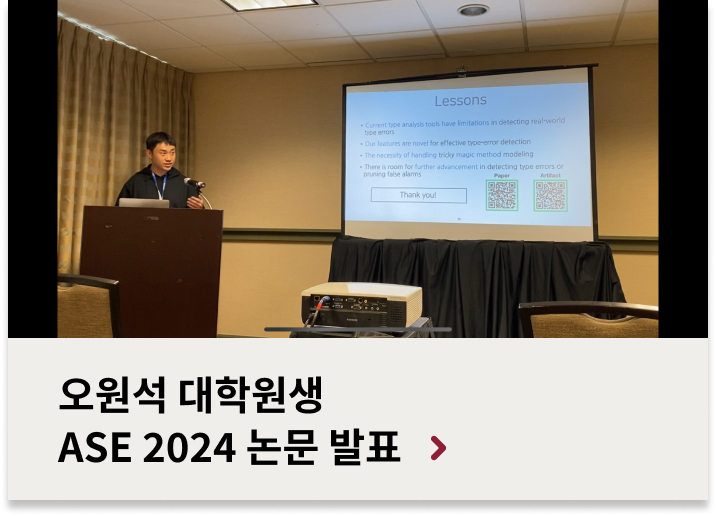 Lessons
• Current type analysis tools have limitations in detecting real-world
type errors
• Our features are novel for effective type-error detection
• The necessity of handling tricky magic method modeling
• There is room for further advancement in detecting type errors or
pruning false alarms
Paper
Artifact
Thank you!
오원석 대학원생
ASE 2024 논문 발표